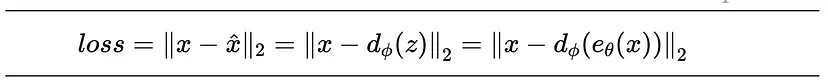 loss = ‖x − x̂‖₂ = ‖x − d_ϕ(z)‖₂ = ‖x − d_ϕ(e_θ(x))‖₂